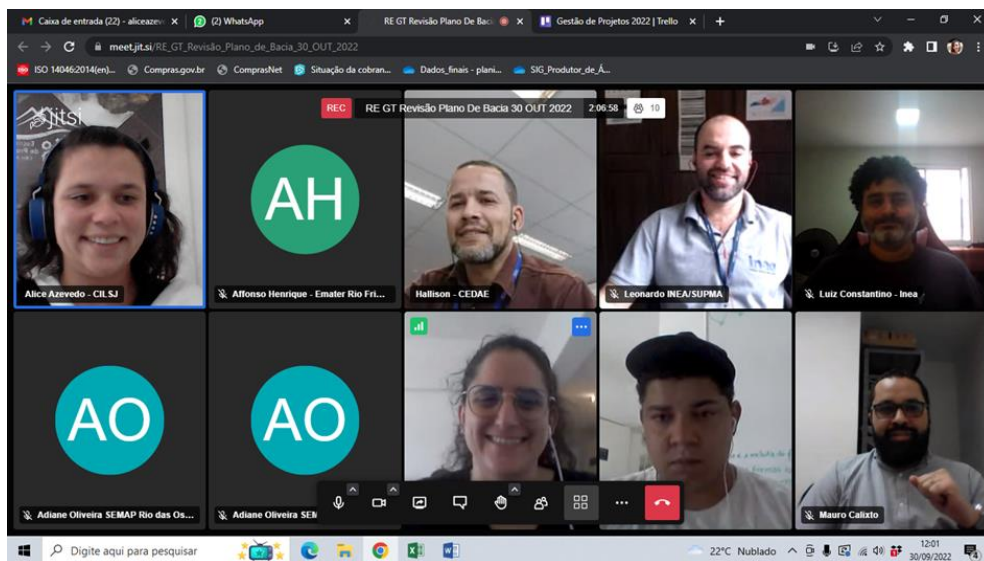 Caixa de entrada (22) - aliceazev
(2) WhatsApp
RE GT Revisão Plano De Baci
Gestão de Projetos 2022 | Trello
meet.jit.si/RE_GT_Revisão_Plano_de_Bacia_30_OUT_2022
ISO 14046:2014(en)...
Compras.gov.br
ComprasNet
Situação da cobran...
Dados_finais - plani...
SIG_Produtor_de_Á...
jitsi
REC
RE GT Revisão Plano De Bacia 30 OUT 2022
2:06:58
10
AH
inea
Alice Azevedo - CILSJ
Affonso Henrique - Emater Rio Fri...
Hallison - CEDAE
Leonardo INEA/SUPMA
Luiz Constantino - Inea
AO
AO
Adiane Oliveira SEMAP Rio das Os...
Adiane Oliveira SEM
Mauro Calixto
Digite aqui para pesquisar
22°C Nublado
12:01
30/09/2022
4